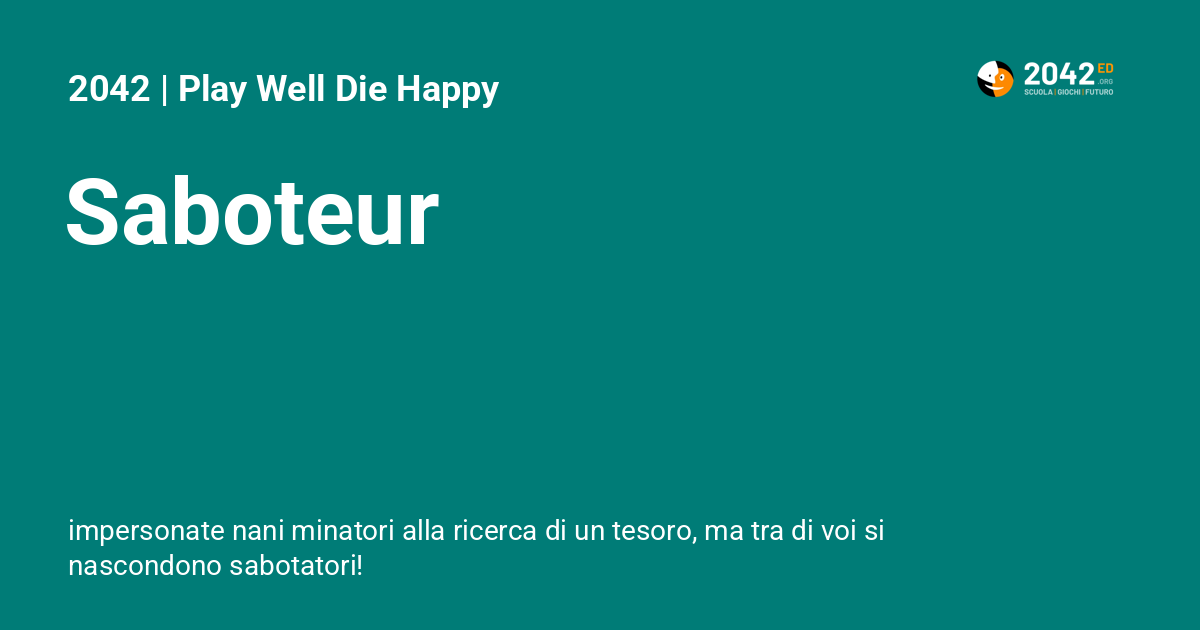 2042 | Play Well Die Happy
2042 ED
.ORG
SCUOLA | GIOCHI | FUTURO
Saboteur
impersonate nani minatori alla ricerca di un tesoro, ma tra di voi si
nascondono sabotatori!